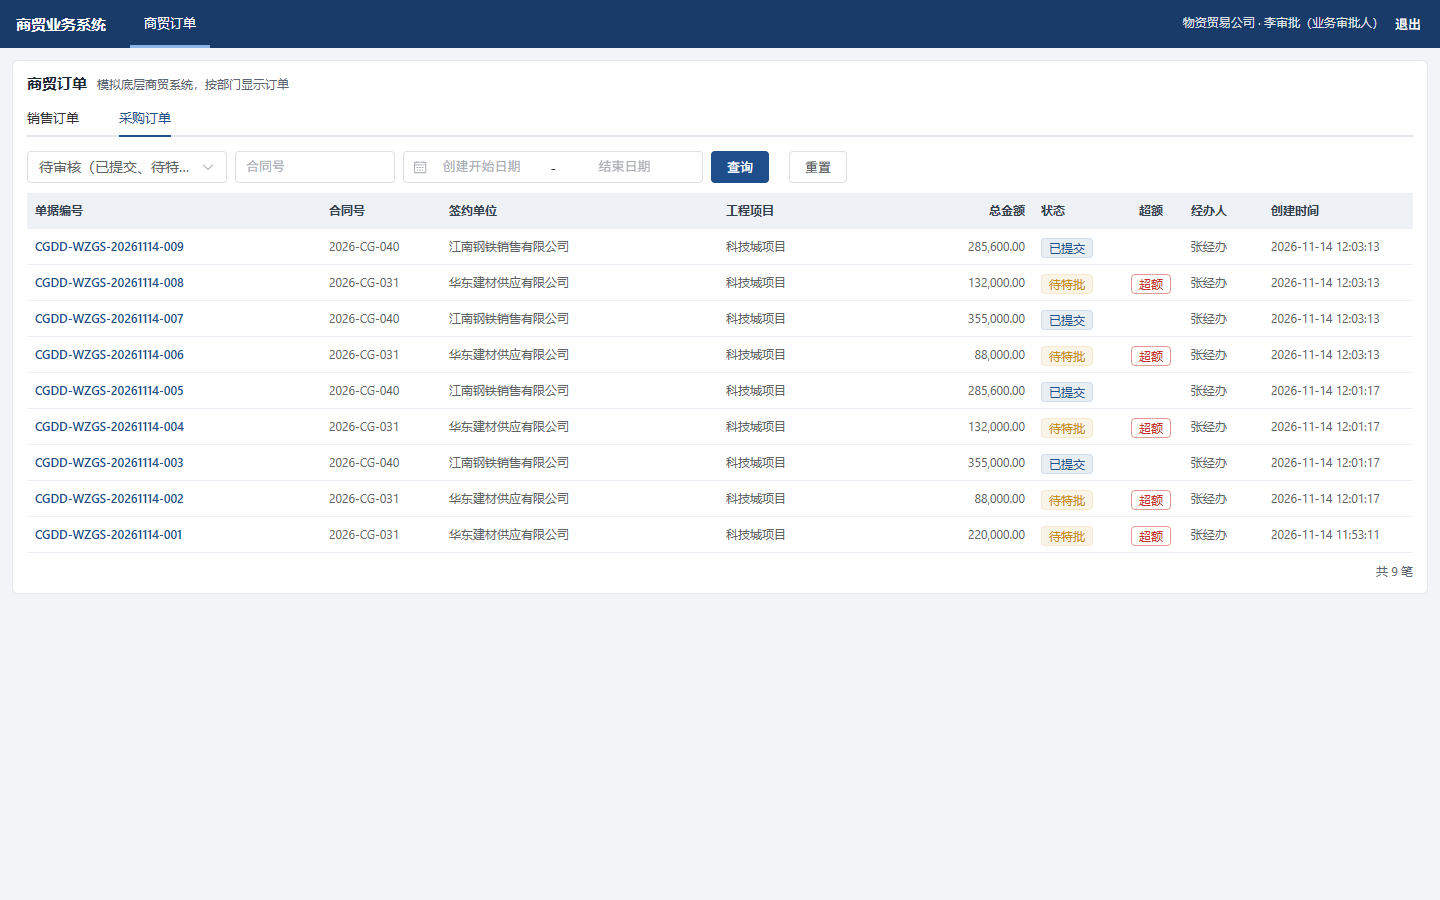 商贸业务系统 商贸订单 物资贸易公司 · 李审批（业务审批人） 退出
商贸订单 模拟底层商贸系统，按部门显示订单
销售订单 采购订单
待审核（已提交、待特... 合同号 创建开始日期 - 结束日期 查询 重置
单据编号 合同号 签约单位 工程项目 总金额 状态 超额 经办人 创建时间
CGDD-WZGS-20261114-009 2026-CG-040 江南钢铁销售有限公司 科技城项目 285,600.00 已提交 张经办 2026-11-14 12:03:13
CGDD-WZGS-20261114-008 2026-CG-031 华东建材供应有限公司 科技城项目 132,000.00 待特批 超额 张经办 2026-11-14 12:03:13
CGDD-WZGS-20261114-007 2026-CG-040 江南钢铁销售有限公司 科技城项目 355,000.00 已提交 张经办 2026-11-14 12:03:13
CGDD-WZGS-20261114-006 2026-CG-031 华东建材供应有限公司 科技城项目 88,000.00 待特批 超额 张经办 2026-11-14 12:03:13
CGDD-WZGS-20261114-005 2026-CG-040 江南钢铁销售有限公司 科技城项目 285,600.00 已提交 张经办 2026-11-14 12:01:17
CGDD-WZGS-20261114-004 2026-CG-031 华东建材供应有限公司 科技城项目 132,000.00 待特批 超额 张经办 2026-11-14 12:01:17
CGDD-WZGS-20261114-003 2026-CG-040 江南钢铁销售有限公司 科技城项目 355,000.00 已提交 张经办 2026-11-14 12:01:17
CGDD-WZGS-20261114-002 2026-CG-031 华东建材供应有限公司 科技城项目 88,000.00 待特批 超额 张经办 2026-11-14 12:01:17
CGDD-WZGS-20261114-001 2026-CG-031 华东建材供应有限公司 科技城项目 220,000.00 待特批 超额 张经办 2026-11-14 11:53:11
共 9 笔